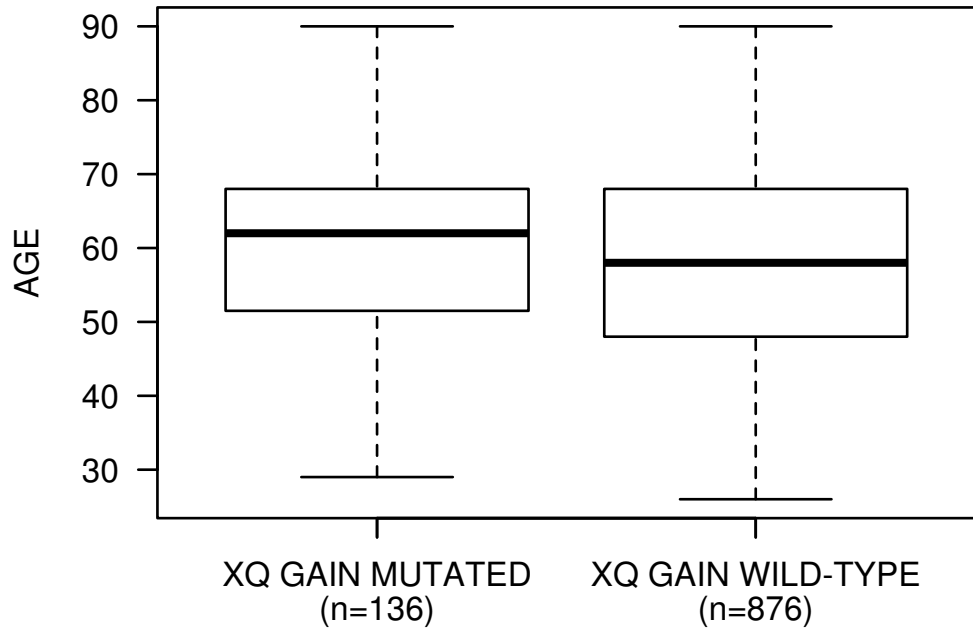 90
80
70
60
50
40
30
AGE
XQ GAIN MUTATED
(n=136)
XQ GAIN WILD-TYPE
(n=876)